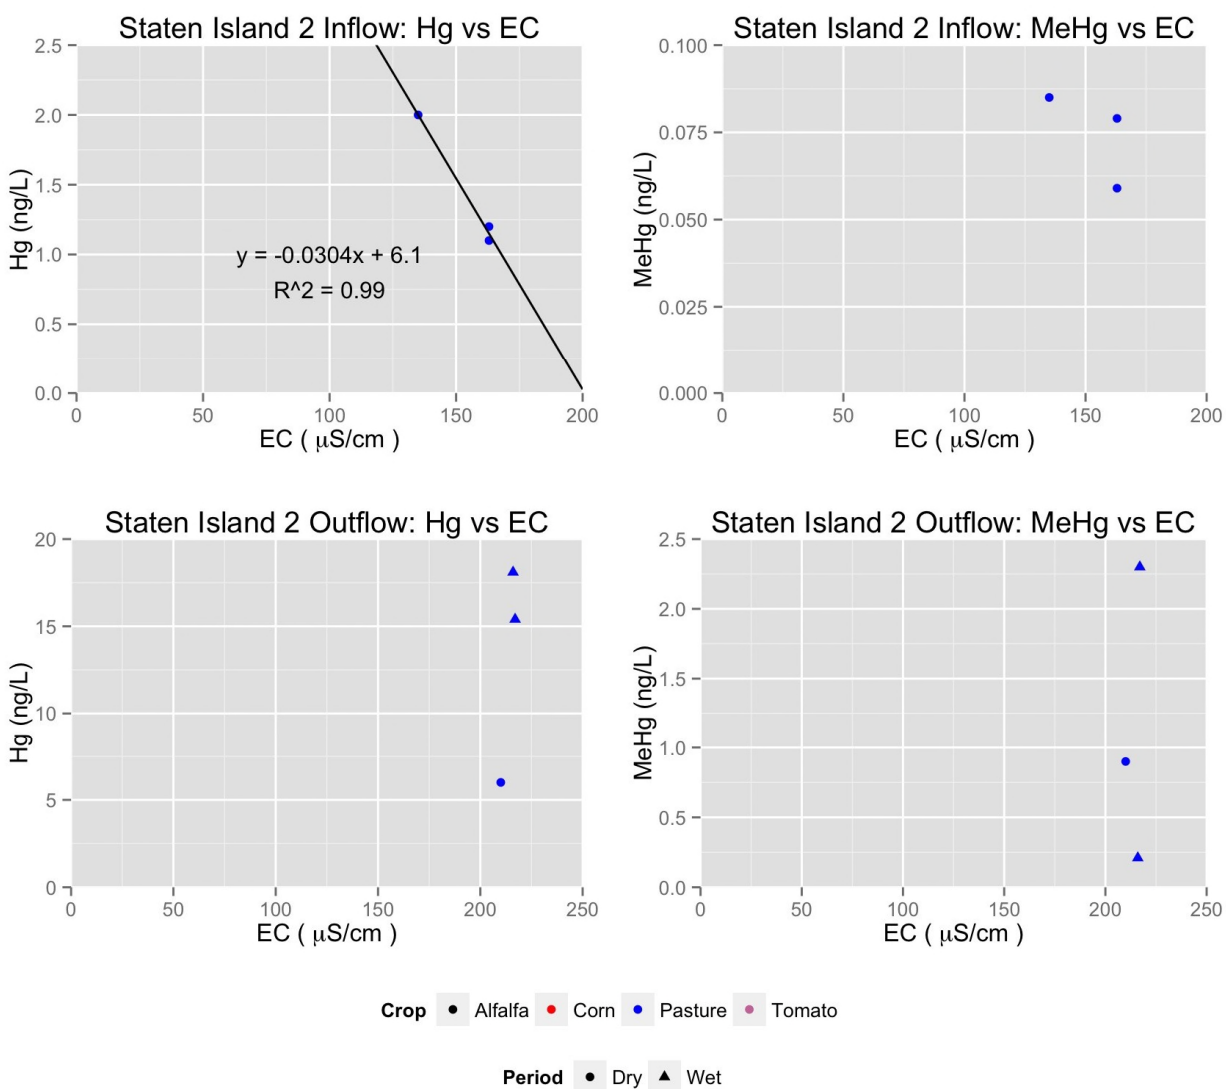 Staten Island 2 Inflow: Hg vs EC
2.5
2.0
1.5
1.0
0.5
0.0
Hg (ng/L)
y = -0.0304x + 6.1
R^2 = 0.99
0 50 100 150 200
EC ( μS/cm )
Staten Island 2 Inflow: MeHg vs EC
0.100
0.075
0.050
0.025
0.000
MeHg (ng/L)
0 50 100 150 200
EC ( μS/cm )
Staten Island 2 Outflow: Hg vs EC
20
15
10
5
0
Hg (ng/L)
0 50 100 150 200 250
EC ( μS/cm )
Staten Island 2 Outflow: MeHg vs EC
2.5
2.0
1.5
1.0
0.5
0.0
MeHg (ng/L)
0 50 100 150 200 250
EC ( μS/cm )
Crop Alfalfa Corn Pasture Tomato
Period Dry Wet